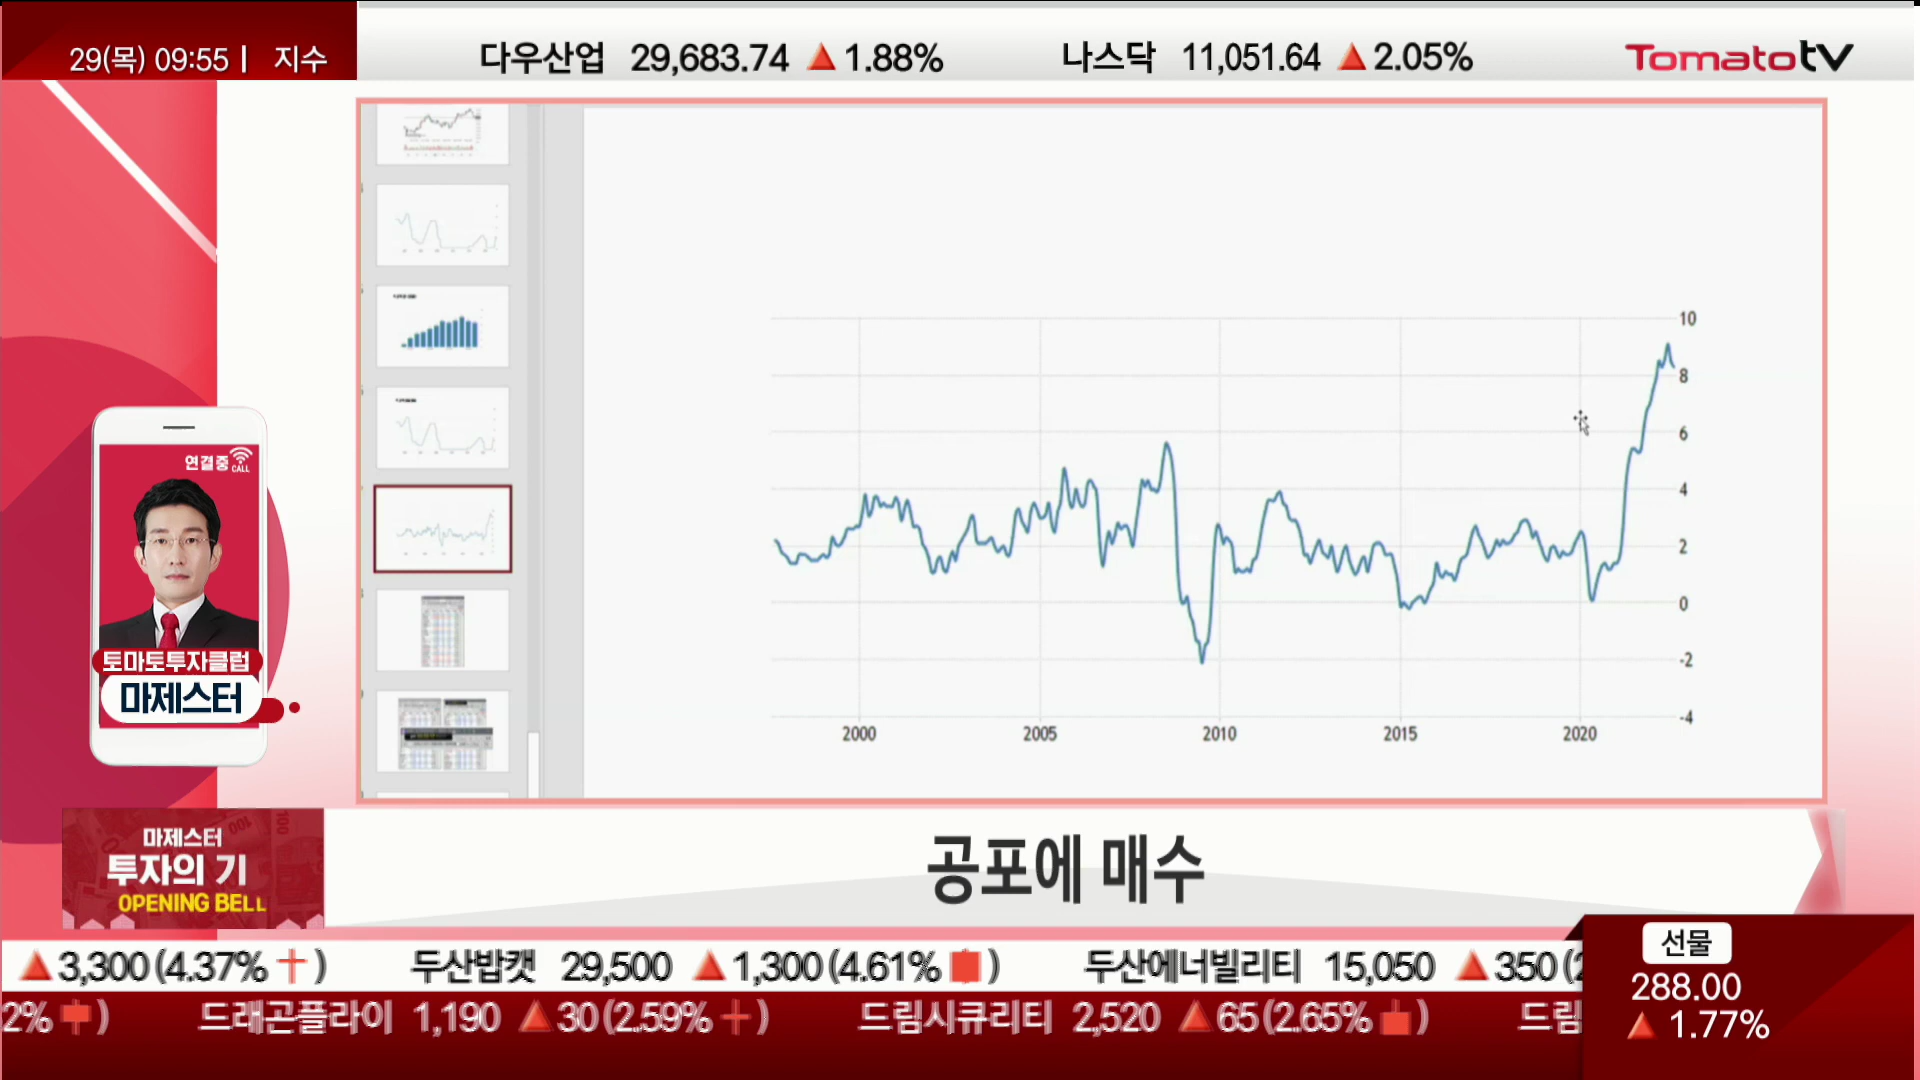 29(목) 09:55 | 지수
다우산업 29,683.74 ▲ 1.88%
나스닥 11,051.64 ▲ 2.05%
Tomatotv
10
8
6
4
2
0
-2
-4
2000 2005 2010 2015 2020
연결중
CALL
토마토투자클럽
마제스터
마제스터
투자의 기
OPENING BELL
공포에 매수
▲ 3,300 (4.37% ) 두산밥캣 29,500 ▲ 1,300 (4.61% ) 두산에너빌리티 15,050 ▲ 350 (2
2% ) 드래곤플라이 1,190 ▲ 30 (2.59% ) 드림시큐리티 2,520 ▲ 65 (2.65% ) 드림
선물
288.00
▲ 1.77%